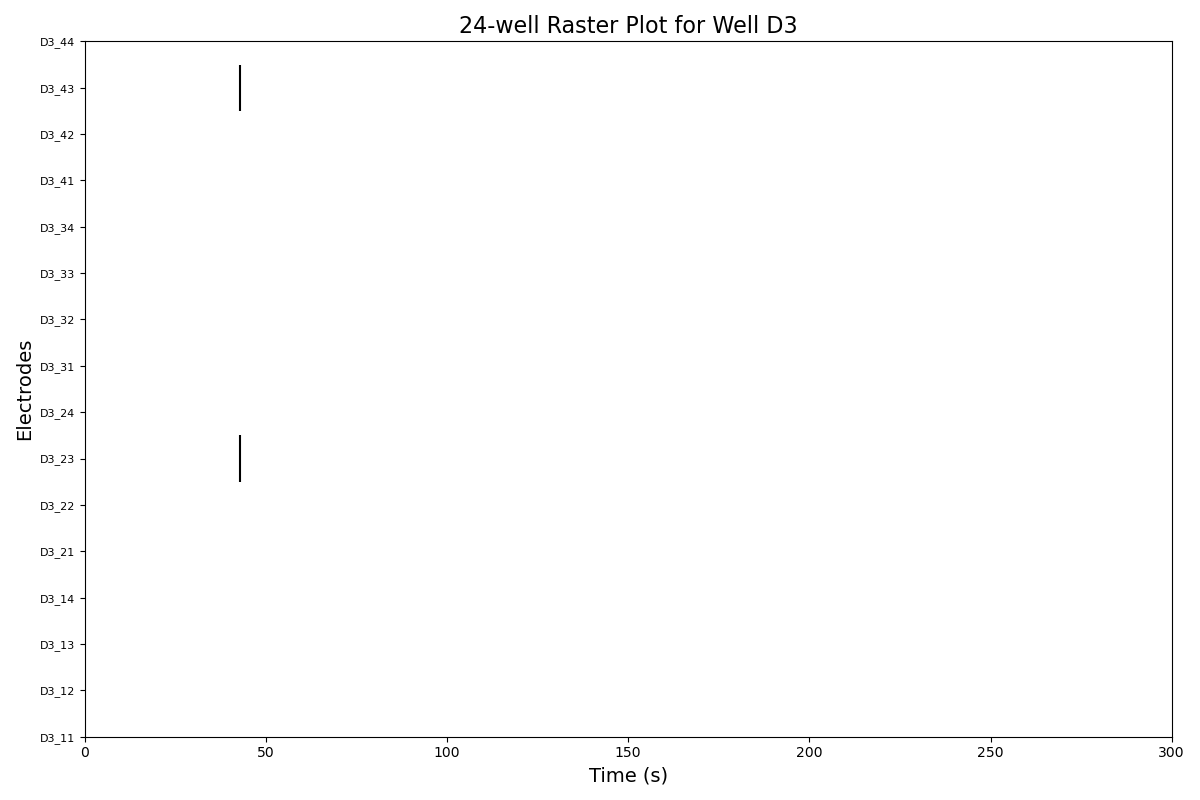 24-well Raster Plot for Well D3
D3_44
D3_43
D3_42
D3_41
D3_34
D3_33
D3_32
D3_31
D3_24
D3_23
D3_22
D3_21
D3_14
D3_13
D3_12
D3_11
Electrodes
0 50 100 150 200 250 300
Time (s)